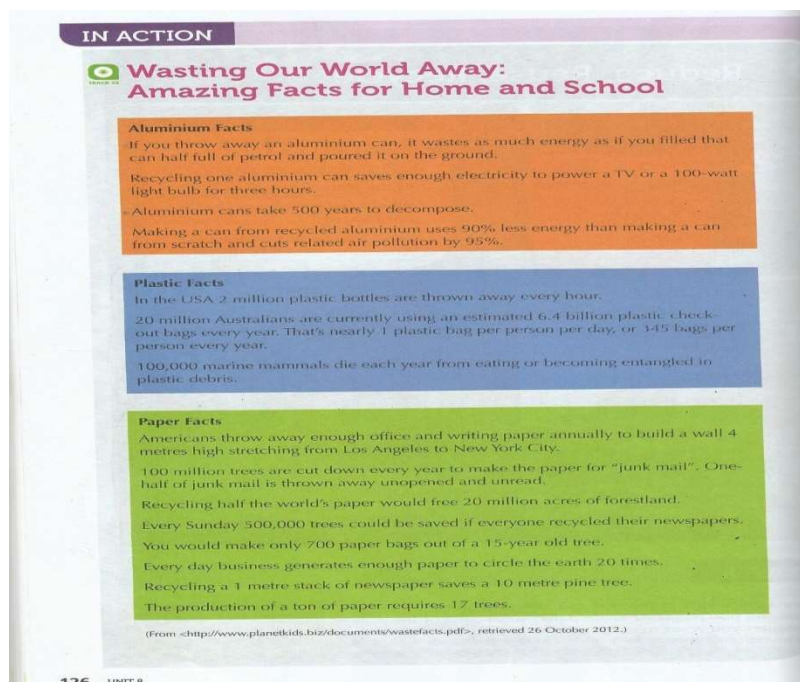 IN ACTION
Wasting Our World Away:
Amazing Facts for Home and School
Aluminium Facts
If you throw away an aluminium can, it wastes as much energy as if you filled that
can half full of petrol and poured it on the ground.
Recycling one aluminium can saves enough electricity to power a TV or a 100-watt
light bulb for three hours.
Aluminium cans take 500 years to decompose.
Making a can from recycled aluminium uses 90% less energy than making a can
from scratch and cuts related air pollution by 95%.
Plastic Facts
In the USA 2 million plastic bottles are thrown away every hour.
20 million Australians are currently using an estimated 6.4 billion plastic check-
out bags every year. That's nearly 1 plastic bag per person per day, or 345 bags per
person every year.
100,000 marine mammals die each year from eating or becoming entangled in
plastic debris.
Paper Facts
Americans throw away enough office and writing paper annually to build a wall 4
metres high stretching from Los Angeles to New York City.
100 million trees are cut down every year to make the paper for "junk mail". One-
half of junk mail is thrown away unopened and unread.
Recycling half the world's paper would free 20 million acres of forestland.
Every Sunday 500,000 trees could be saved if everyone recycled their newspapers.
You would make only 700 paper bags out of a 15-year old tree.
Every day business generates enough paper to circle the earth 20 times.
Recycling a 1 metre stack of newspaper saves a 10 metre pine tree.
The production of a ton of paper requires 17 trees.
(From <http://www.planetkids.biz/documents/wastefacts.pdf>, retrieved 26 October 2012.)
126 UNIT 8